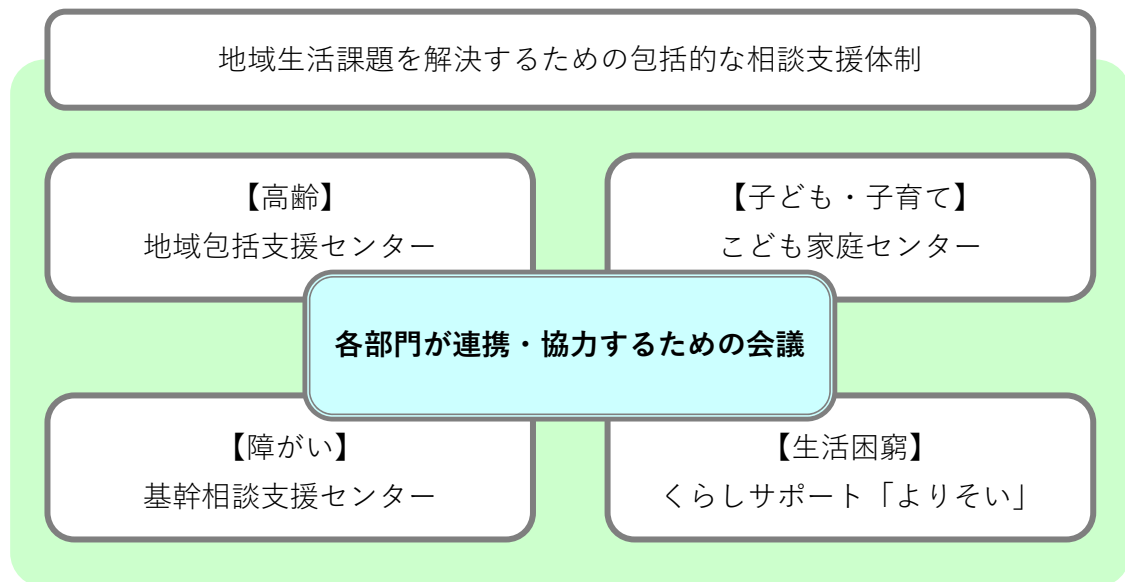 地域生活課題を解決するための包括的な相談支援体制
【高齢】
地域包括支援センター
【子ども・子育て】
こども家庭センター
各部門が連携・協力するための会議
【障がい】
基幹相談支援センター
【生活困窮】
くらしサポート「よりそい」